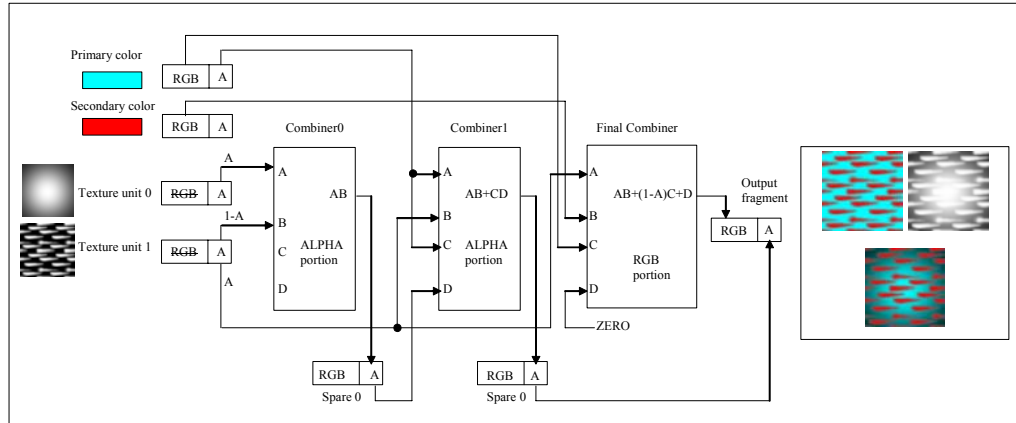 Primary color
RGB A
Secondary color
RGB A
Combiner0
Combiner1
Final Combiner
A
Texture unit 0
RGB A
1-A
Texture unit 1
RGB A
A
A
B
C
D
AB
ALPHA
portion
A
B
C
D
AB+CD
ALPHA
portion
A
B
C
D
AB+(1-A)C+D
RGB
portion
ZERO
Output
fragment
RGB A
RGB A
Spare 0
RGB A
Spare 0